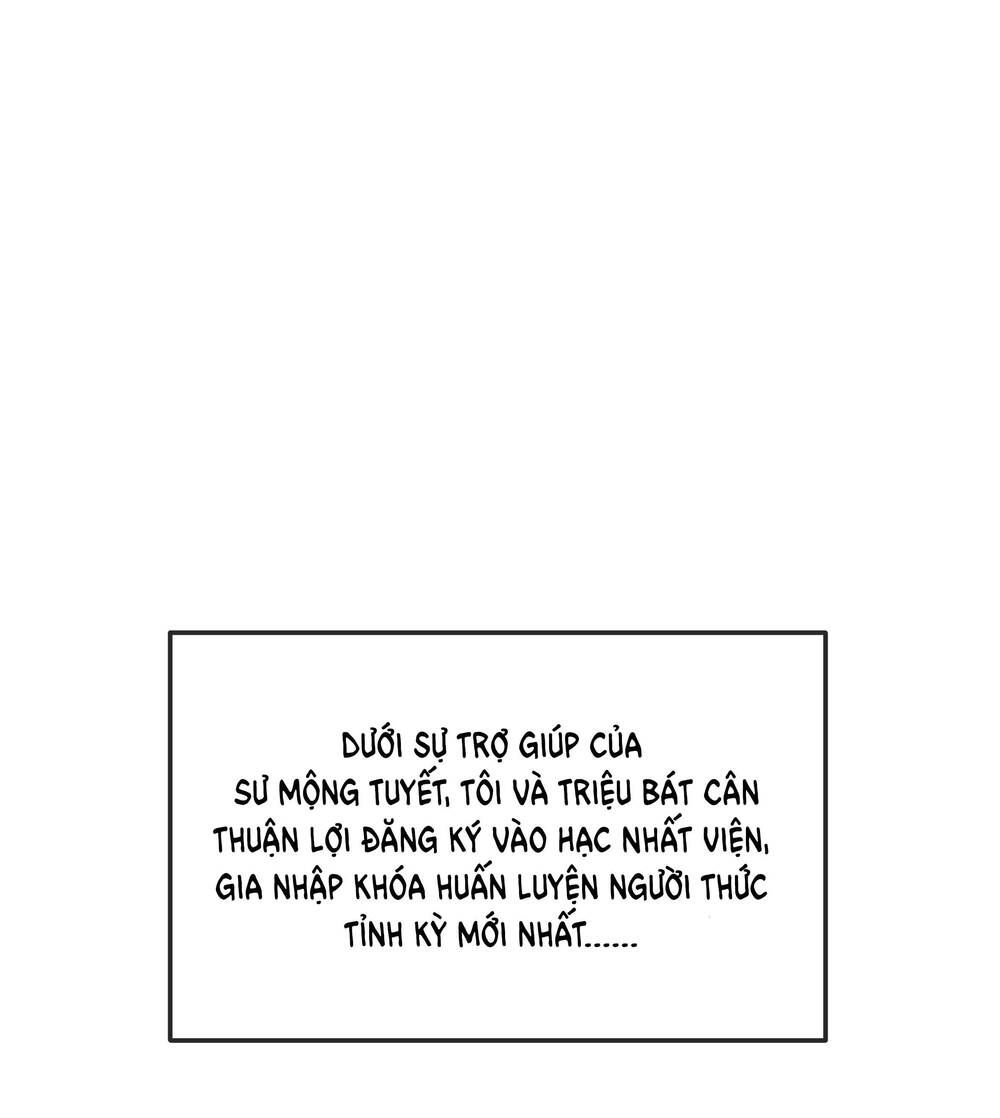 DƯỚI SỰ TRỢ GIÚP CỦA
SƯ MỘNG TUYẾT, TÔI VÀ TRIỆU BÁT CÂN
THUẬN LỢI ĐĂNG KÝ VÀO HẠC NHẤT VIỆN,
GIA NHẬP KHÓA HUẤN LUYỆN NGƯỜI THỨC
TỈNH KỲ MỚI NHẤT......